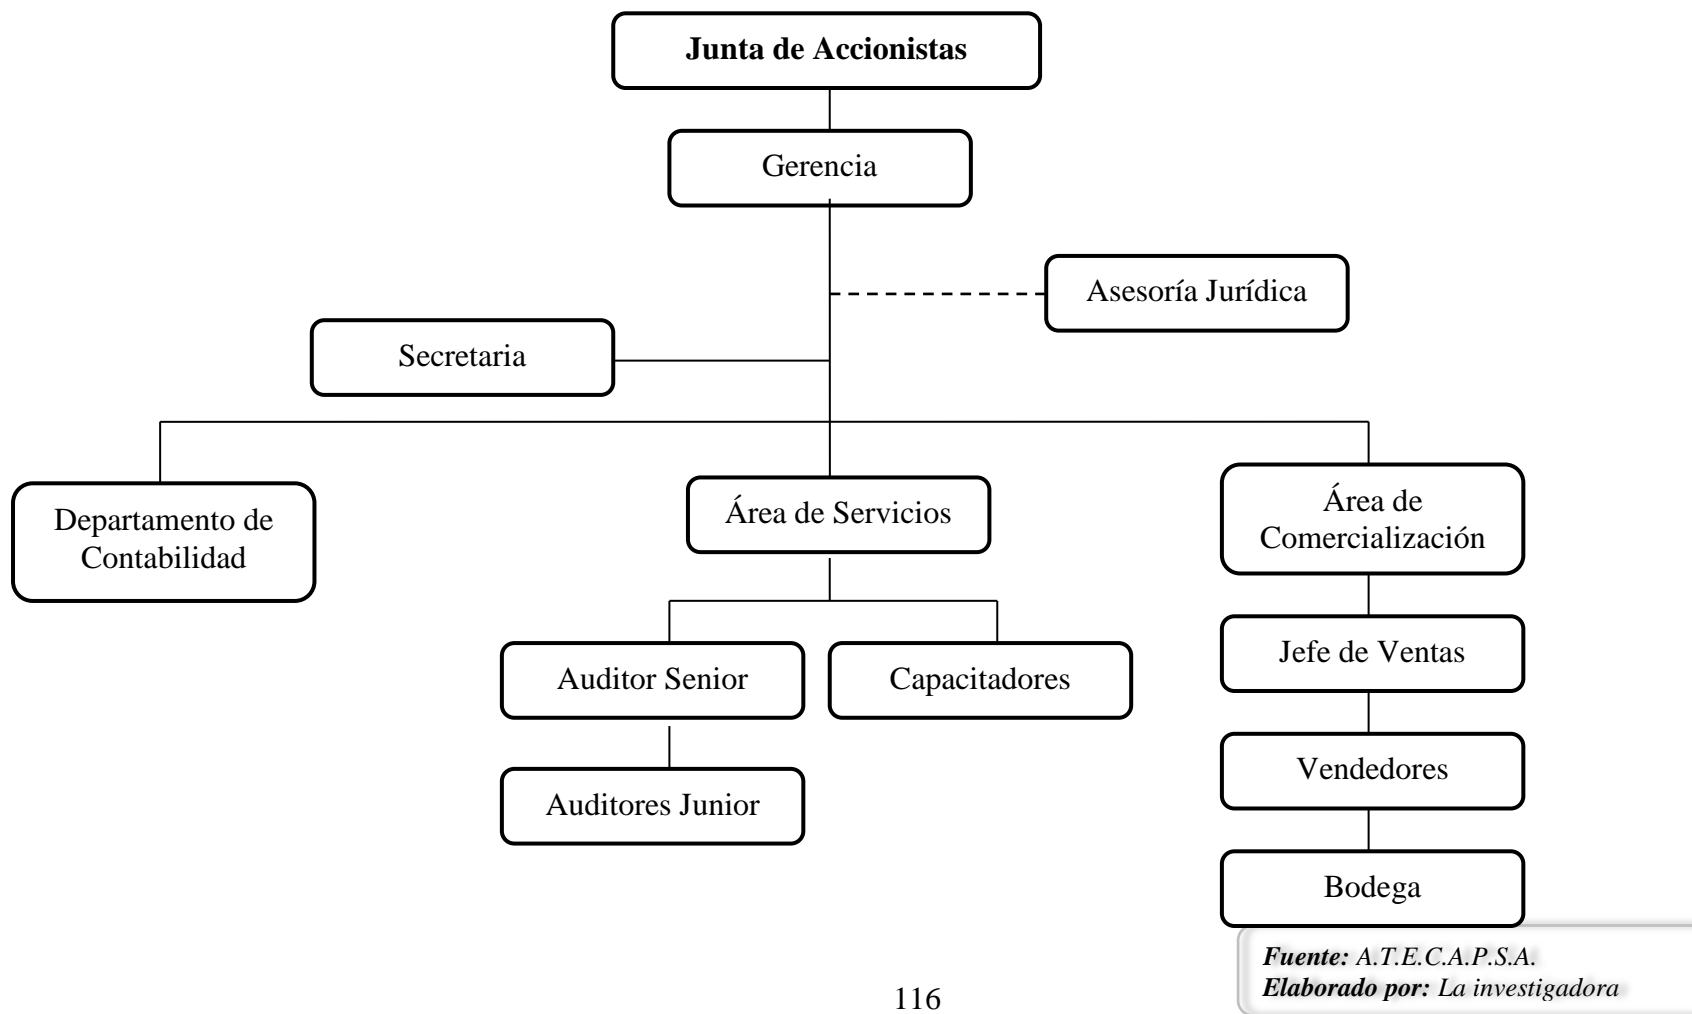 Junta de Accionistas
Gerencia
Asesoría Jurídica
Secretaria
Departamento de
Contabilidad
Área de Servicios
Área de
Comercialización
Auditor Senior
Capacitadores
Jefe de Ventas
Auditores Junior
Vendedores
Bodega
Fuente: A.T.E.C.A.P.S.A.
Elaborado por: La investigadora
116